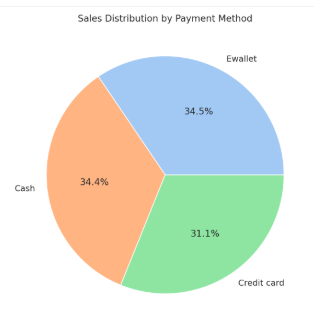 Sales Distribution by Payment Method
Ewallet
34.5%
Cash
34.4%
31.1%
Credit card